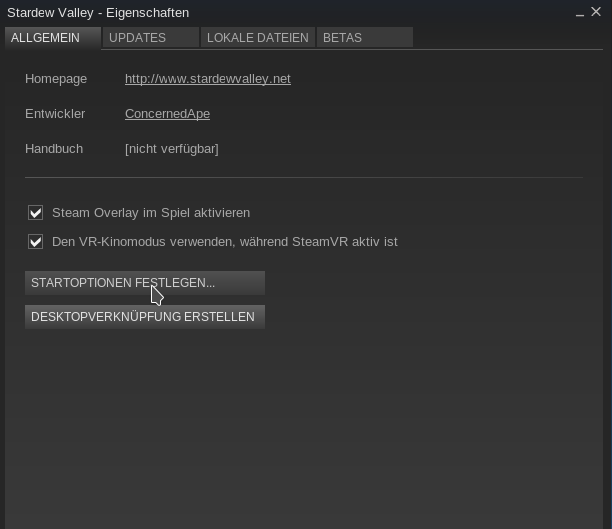 Stardew Valley - Eigenschaften
ALLGEMEIN UPDATES LOKALE DATEIEN BETAS
Homepage http://www.stardewvalley.net
Entwickler ConcernedApe
Handbuch [nicht verfügbar]
Steam Overlay im Spiel aktivieren
Den VR-Kinomodus verwenden, während SteamVR aktiv ist
STARTOPTIONEN FESTLEGEN...
DESKTOPVERKNÜPFUNG ERSTELLEN